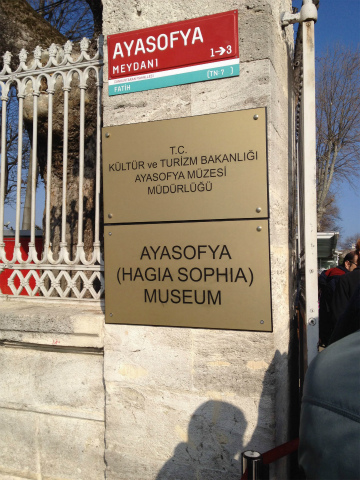 AYASOFYA
MEYDANI
1→3
FATİH
T.C.
KÜLTÜR ve TURİZM BAKANLIĞI
AYASOFYA MÜZESİ
MÜDÜRLÜĞÜ
AYASOFYA
(HAGIA SOPHIA)
MUSEUM